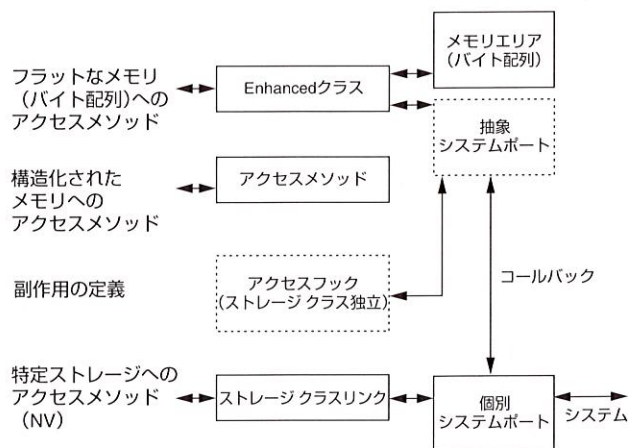 フラットなメモリ
（バイト配列）への
アクセスメソッド
Enhancedクラス
メモリエリア
（バイト配列）
抽象
システムポート
構造化された
メモリへの
アクセスメソッド
アクセスメソッド
副作用の定義
アクセスフック
（ストレージ クラス独立）
コールバック
特定ストレージへの
アクセスメソッド
（NV）
ストレージ クラスリンク
個別
システムポート
システム